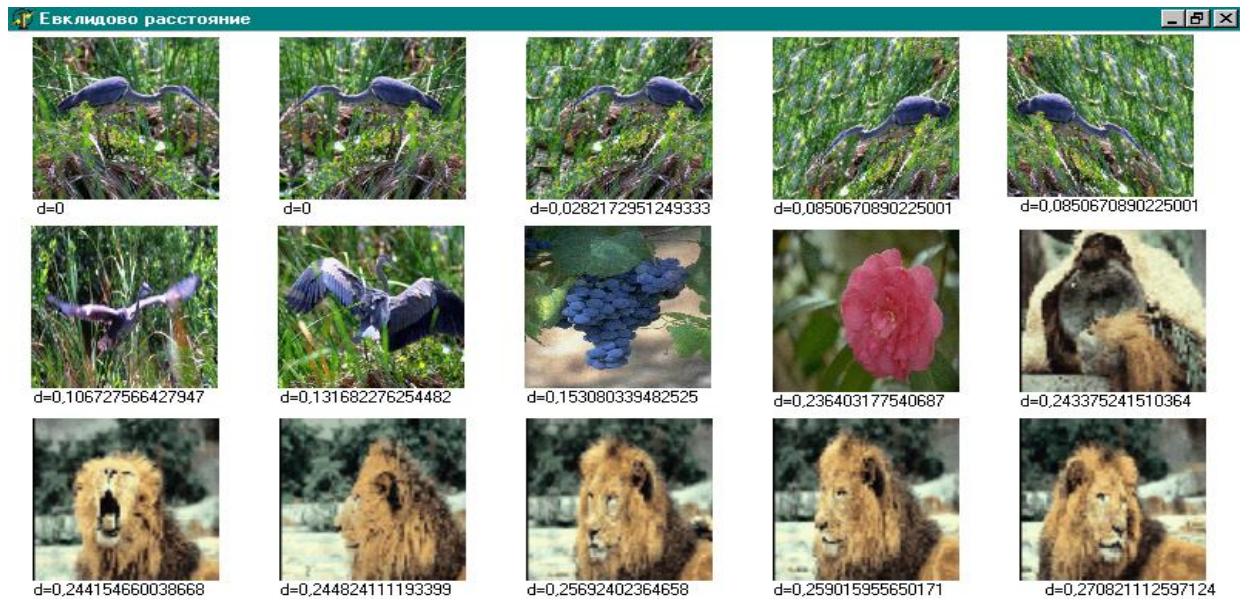 Евклидово расстояние
d=0
d=0
d=0,0282172951249333
d=0,0850670890225001
d=0,0850670890225001
d=0,106727566427947
d=0,131682276254482
d=0,153080339482525
d=0,236403177540687
d=0,243375241510364
d=0,244154660038668
d=0,244824111193399
d=0,25692402364658
d=0,2590159556550171
d=0,270821112597124